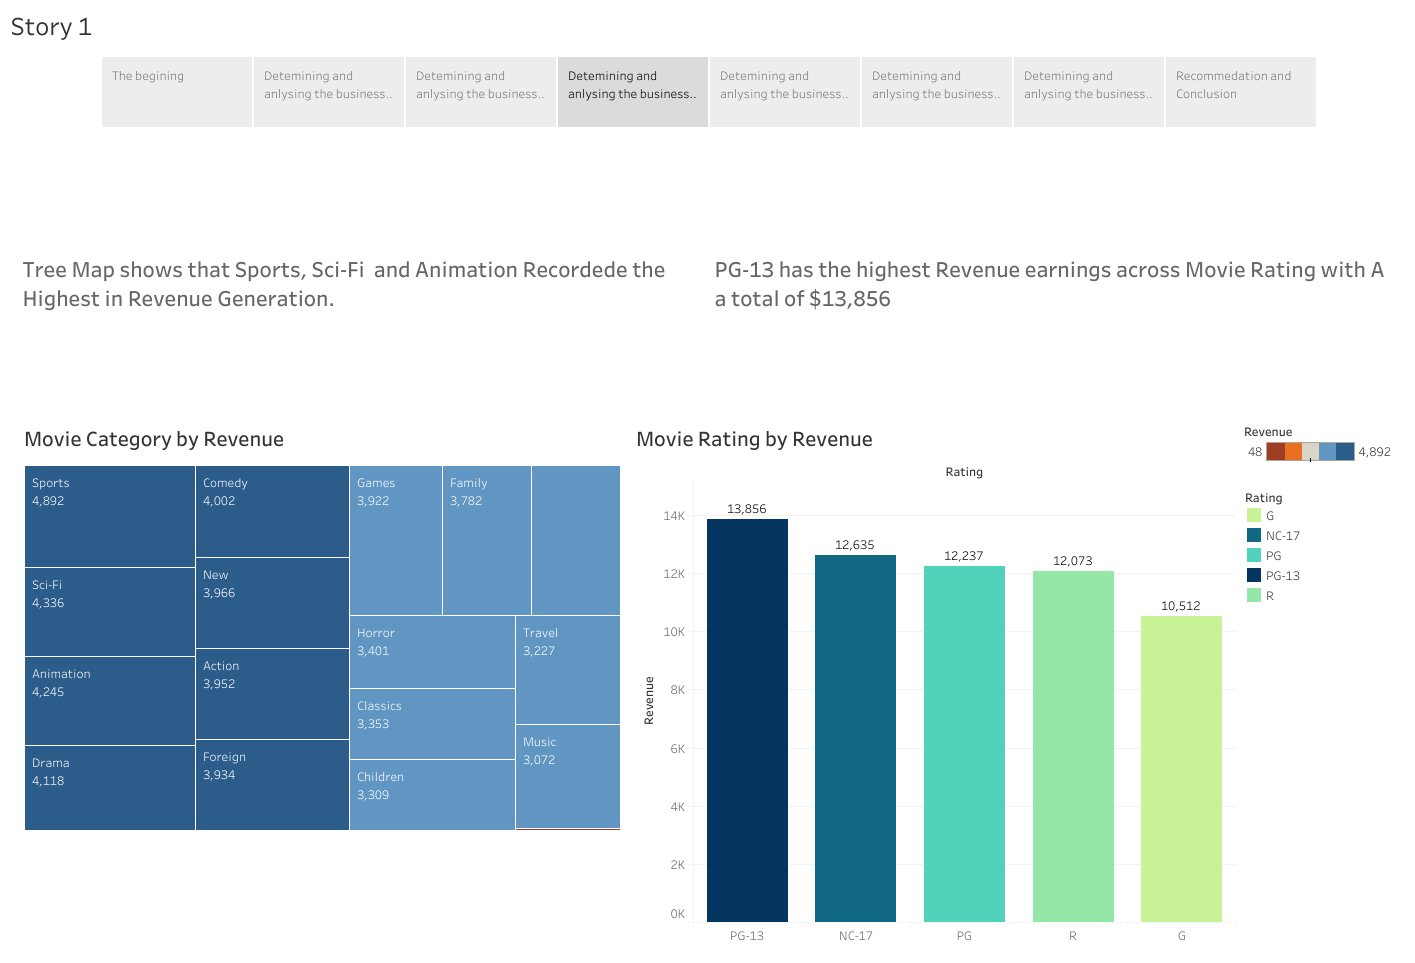 Story 1
The begining
Detemining and
anlysing the business..
Detemining and
anlysing the business..
Detemining and
anlysing the business..
Detemining and
anlysing the business..
Detemining and
anlysing the business..
Detemining and
anlysing the business..
Recommedation and
Conclusion
Tree Map shows that Sports, Sci-Fi  and Animation Recordede the
Highest in Revenue Generation.
PG-13 has the highest Revenue earnings across Movie Rating with A
a total of $13,856
Movie Category by Revenue
Sports
4,892
Sci-Fi
4,336
Animation
4,245
Drama
4,118
Comedy
4,002
New
3,966
Action
3,952
Foreign
3,934
Games
3,922
Family
3,782
Horror
3,401
Classics
3,353
Children
3,309
Travel
3,227
Music
3,072
Movie Rating by Revenue
Rating
Revenue
14K
12K
10K
8K
6K
4K
2K
0K
13,856
12,635
12,237
12,073
10,512
PG-13
NC-17
PG
R
G
Revenue
48
4,892
Rating
G
NC-17
PG
PG-13
R